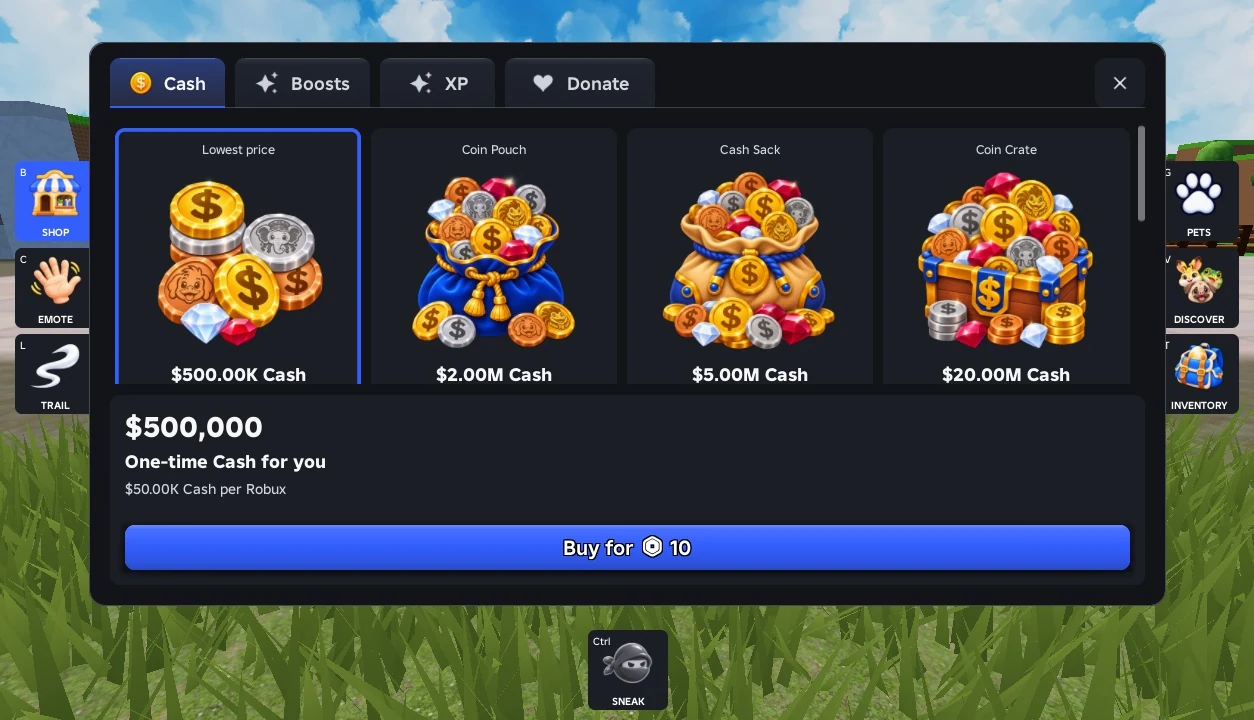 Cash
Boosts
XP
Donate
Lowest price
$500.00K Cash
Coin Pouch
$2.00M Cash
Cash Sack
$5.00M Cash
Coin Crate
$20.00M Cash
$500,000
One-time Cash for you
$50.00K Cash per Robux
Buy for 10
B
SHOP
C
EMOTE
L
TRAIL
G
PETS
V
DISCOVER
T
INVENTORY
Ctrl
SNEAK